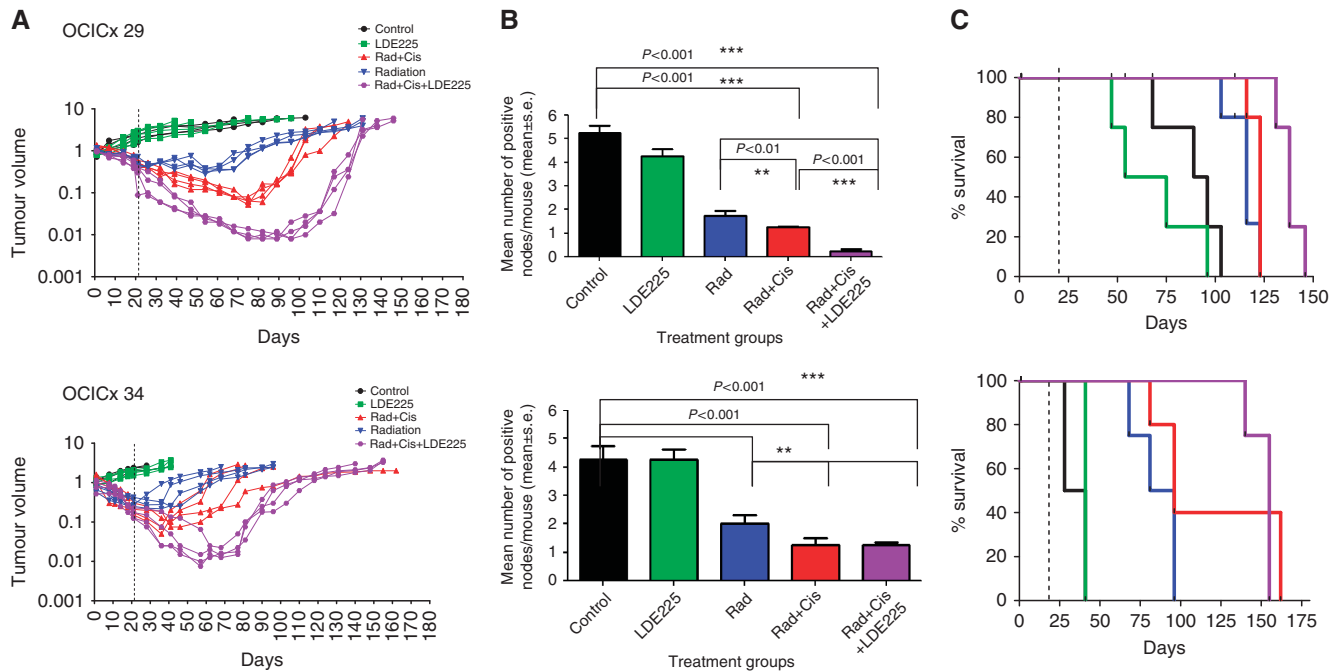 A
OCICx 29
Control
LDE225
Rad+Cis
Radiation
Rad+Cis+LDE225
Tumour volume
10
1
0.1
0.01
0.001
0 10 20 30 40 50 60 70 75 80 90 100 110 120 130 140 150 160 170 180
Days
B
P<0.001 ***
P<0.001 ***
P<0.01
**
P<0.001
***
Mean number of positive
nodes/mouse (mean±s.e.)
6
5
4
3
2
1
0
Control
LDE225
Rad
Rad+Cis
Rad+Cis
+LDE225
Treatment groups
C
% survival
100
80
60
40
20
0
0 25 50 75 100 125 150
Days
OCICx 34
Control
LDE225
Rad+Cis
Radiation
Rad+Cis+LDE225
Tumour volume
10
1
0.1
0.01
0.001
0 10 20 30 40 50 60 70 80 90 100 110 120 130 140 150 160 170 180
Days
***
P<0.001
P<0.001
**
Mean number of positive
nodes/mouse (mean±s.e.)
6
5
4
3
2
1
0
Control
LDE225
Rad
Rad+Cis
Rad+Cis
+LDE225
Treatment groups
% survival
100
80
60
40
20
0
0 25 50 75 100 125 150 175
Days